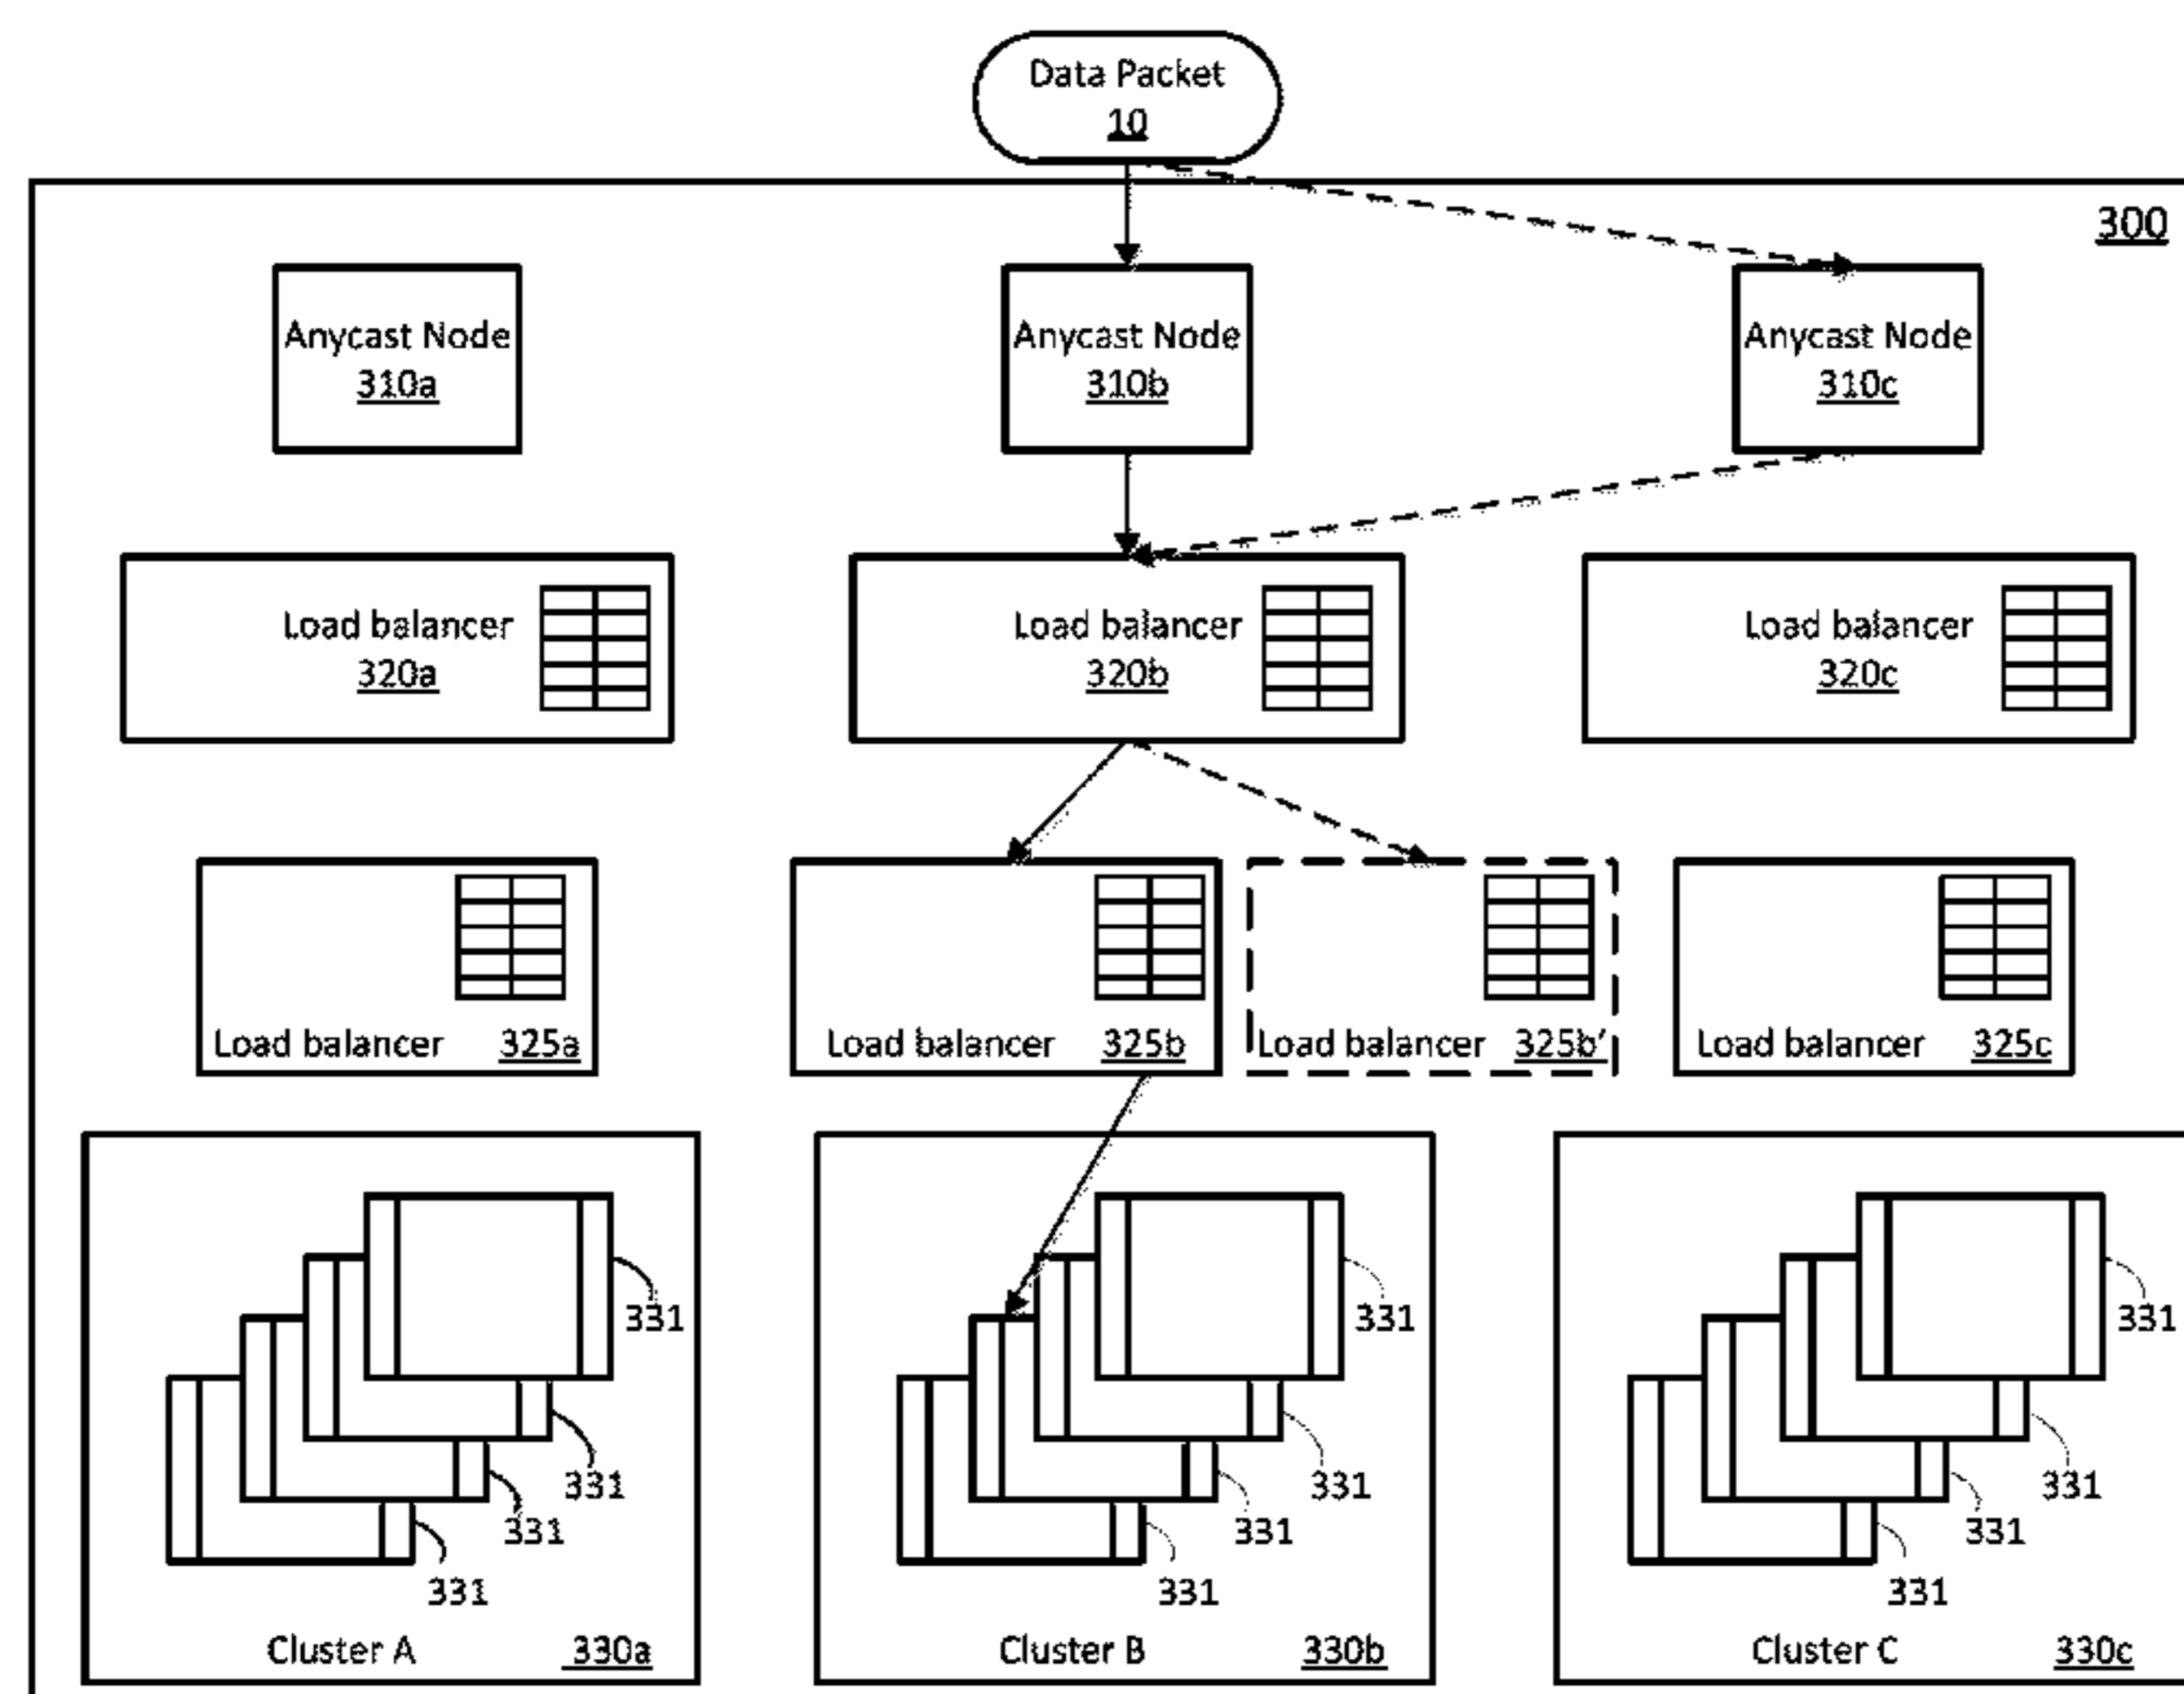 Data Packet
10
300
Anycast Node
310a
Anycast Node
310b
Anycast Node
310c
Load balancer
320a
Load balancer
320b
Load balancer
320c
Load balancer 325a
Load balancer 325b
Load balancer 325b′
Load balancer 325c
331
331
331
331
Cluster A 330a
331
331
331
331
Cluster B 330b
331
331
331
331
Cluster C 330c